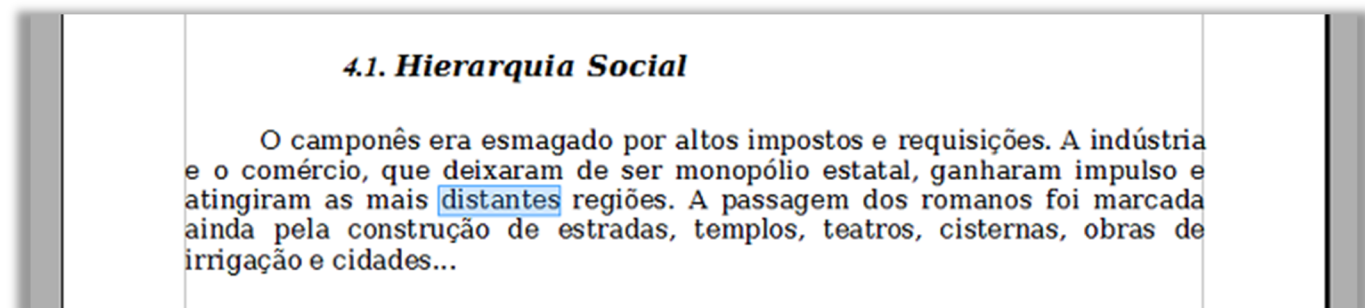 4.1. Hierarquia Social
O camponês era esmagado por altos impostos e requisições. A indústria
e o comércio, que deixaram de ser monopólio estatal, ganharam impulso e
atingiram as mais distantes regiões. A passagem dos romanos foi marcada
ainda pela construção de estradas, templos, teatros, cisternas, obras de
irrigação e cidades...